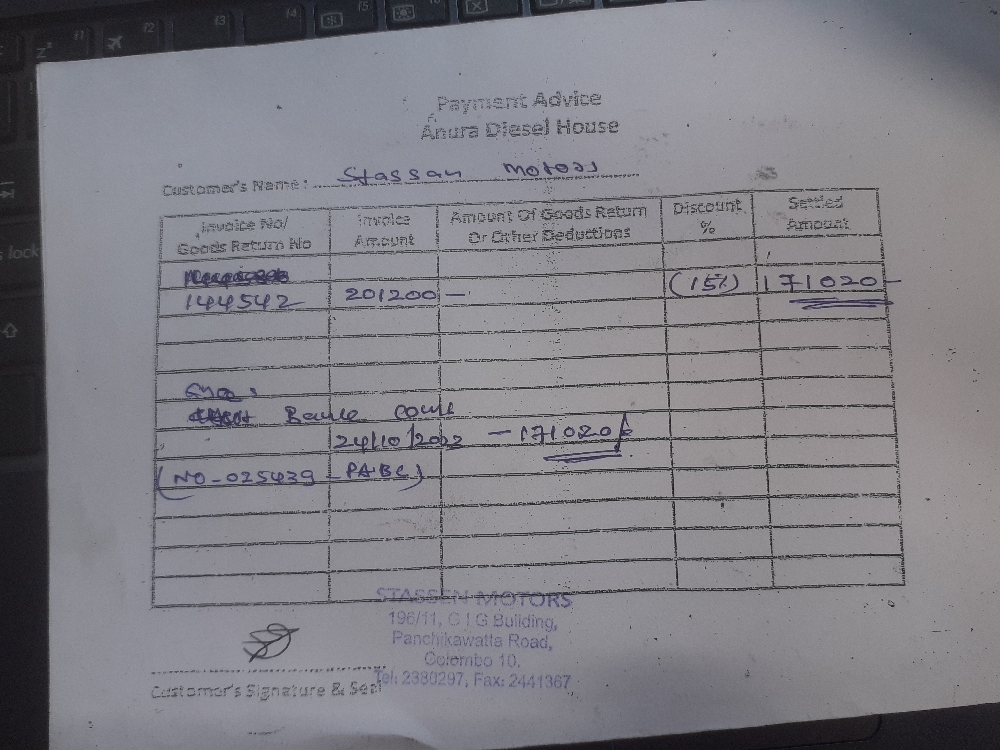 Payment Advice
Anura Diesel House
Customer's Name: Stassan Motors
Invoice No/ Goods Return No Invoice Amount Amount Of Goods Return Or Other Deductions Discount % Settled Amount
144542 201200 — (15%) 171020
24/10/2022 — 171020/-
(NO - 025439 - PABC)
STASSEN MOTORS
196/11, G I G Building,
Panchikawatta Road,
Colombo 10.
Tel: 2380297, Fax: 2441367
Customer's Signature & Seal